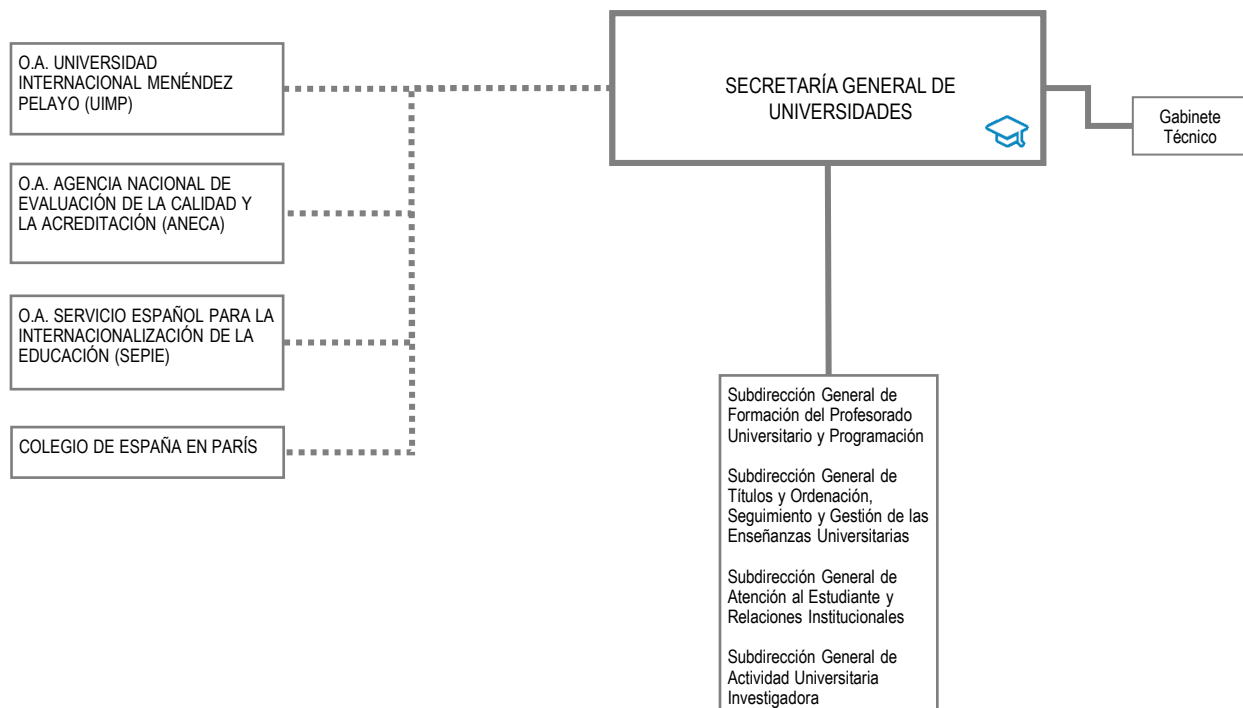 O.A. UNIVERSIDAD
INTERNACIONAL MENÉNDEZ
PELAYO (UIMP)
O.A. AGENCIA NACIONAL DE
EVALUACIÓN DE LA CALIDAD Y
LA ACREDITACIÓN (ANECA)
O.A. SERVICIO ESPAÑOL PARA LA
INTERNACIONALIZACIÓN DE LA
EDUCACIÓN (SEPIE)
COLEGIO DE ESPAÑA EN PARÍS
SECRETARÍA GENERAL DE
UNIVERSIDADES
Gabinete
Técnico
Subdirección General de
Formación del Profesorado
Universitario y Programación
Subdirección General de
Títulos y Ordenación,
Seguimiento y Gestión de las
Enseñanzas Universitarias
Subdirección General de
Atención al Estudiante y
Relaciones Institucionales
Subdirección General de
Actividad Universitaria
Investigadora